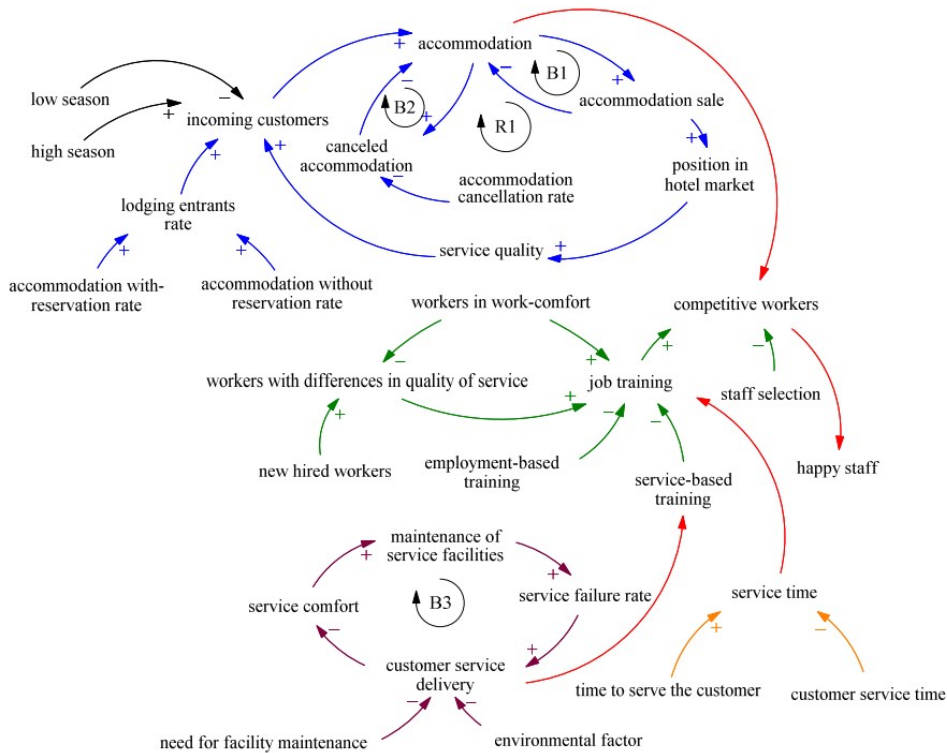 accommodation
B1
low season
accommodation sale
B2
R1
incoming customers
high season
canceled
accommodation
position in
hotel market
accommodation
cancellation rate
lodging entrants
rate
service quality
accommodation with-
reservation rate
accommodation without
reservation rate
workers in work-comfort
competitive workers
workers with differences in quality of service
job training
staff selection
new hired workers
employment-based
training
service-based
training
happy staff
maintenance of
service facilities
service comfort
B3
service failure rate
service time
customer service
delivery
time to serve the customer
customer service time
need for facility maintenance
environmental factor